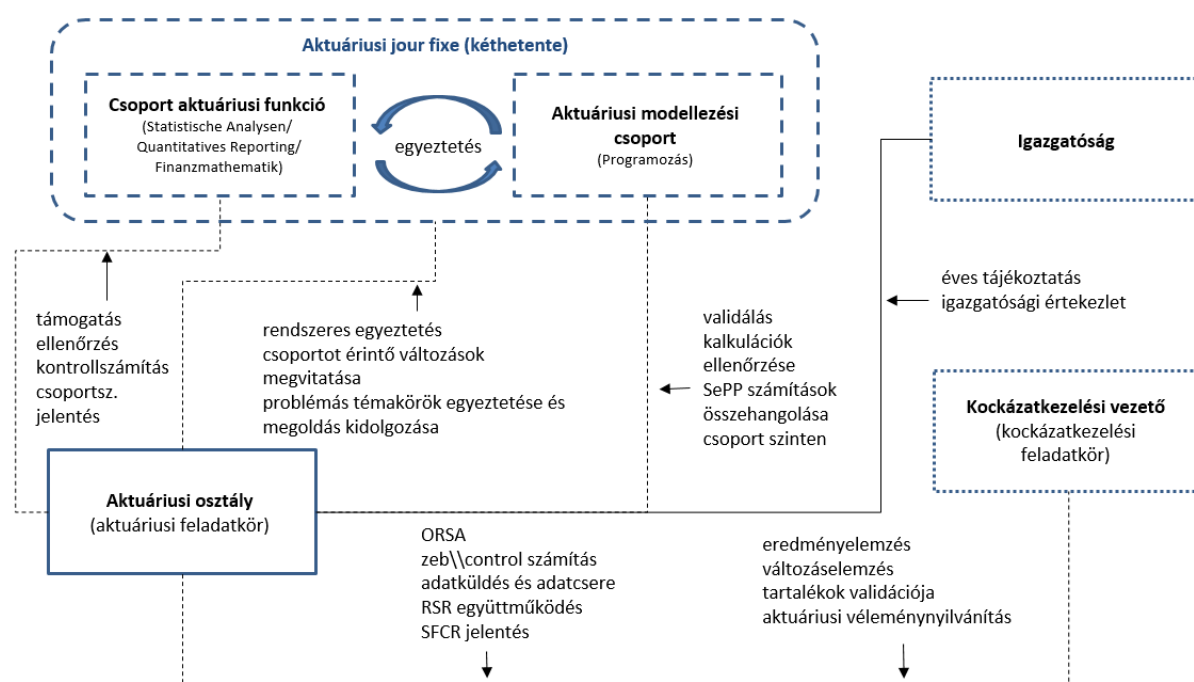 Aktuáriusi jour fixe (kéthetente)
Csoport aktuáriusi funkció
(Statistische Analysen/
Quantitatives Reporting/
Finanzmathematik)
egyeztetés
Aktuáriusi modellezési
csoport
(Programozás)
Igazgatóság
támogatás
ellenőrzés
kontrollszámítás
csoportsz.
jelentés
rendszeres egyeztetés
csoportot érintő változások
megvitatása
problémás témakörök egyeztetése és
megoldás kidolgozása
validálás
kalkulációk
ellenőrzése
SePP számítások
összehangolása
csoport szinten
éves tájékoztatás
igazgatósági értekezlet
Kockázatkezelési vezető
(kockázatkezelési
feladatkör)
Aktuáriusi osztály
(aktuáriusi feladatkör)
ORSA
zeb\\control számítás
adatküldés és adatcsere
RSR együttműködés
SFCR jelentés
eredményelemzés
változáselemzés
tartalékok validációja
aktuáriusi véleménynyilvánítás